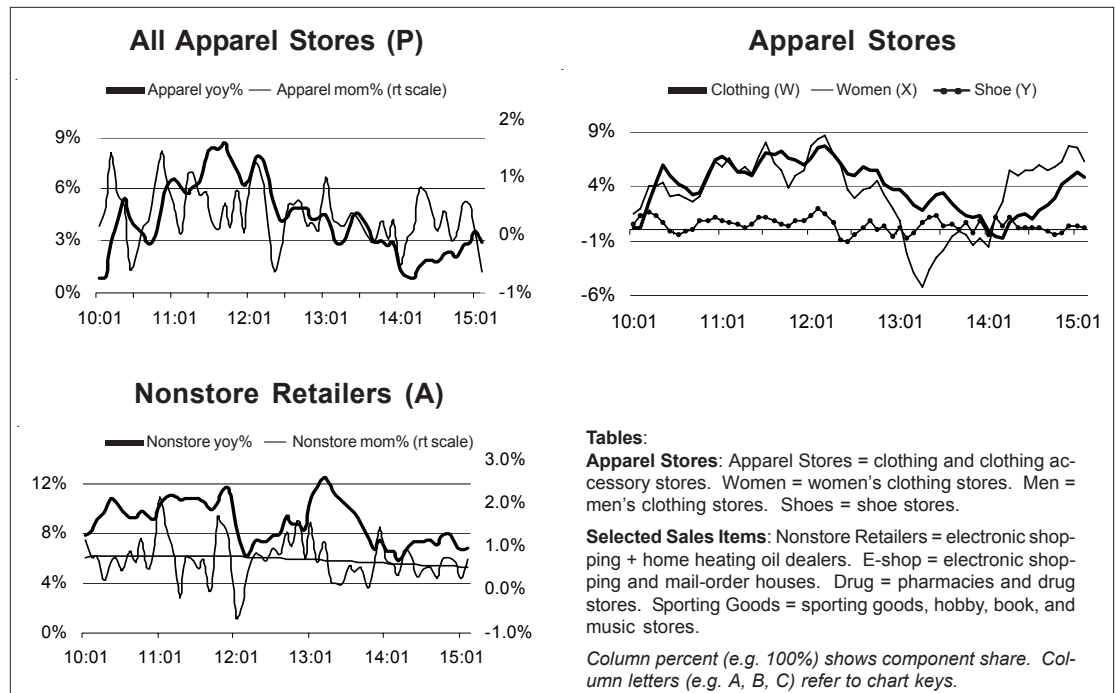 All Apparel Stores (P)
Apparel yoy% Apparel mom% (rt scale)
2%
9%
1%
6%
0%
3%
0%
-1%
10:01 11:01 12:01 13:01 14:01 15:01
Apparel Stores
Clothing (W) Women (X) Shoe (Y)
9%
4%
-1%
-6%
10:01 11:01 12:01 13:01 14:01 15:01
Nonstore Retailers (A)
Nonstore yoy% Nonstore mom% (rt scale)
3.0%
12%
2.0%
8%
1.0%
4%
0.0%
0%
-1.0%
10:01 11:01 12:01 13:01 14:01 15:01
Tables:
Apparel Stores: Apparel Stores = clothing and clothing ac-
cessory stores. Women = women's clothing stores. Men =
men's clothing stores. Shoes = shoe stores.
Selected Sales Items: Nonstore Retailers = electronic shop-
ping + home heating oil dealers. E-shop = electronic shop-
ping and mail-order houses. Drug = pharmacies and drug
stores. Sporting Goods = sporting goods, hobby, book, and
music stores.
Column percent (e.g. 100%) shows component share. Col-
umn letters (e.g. A, B, C) refer to chart keys.